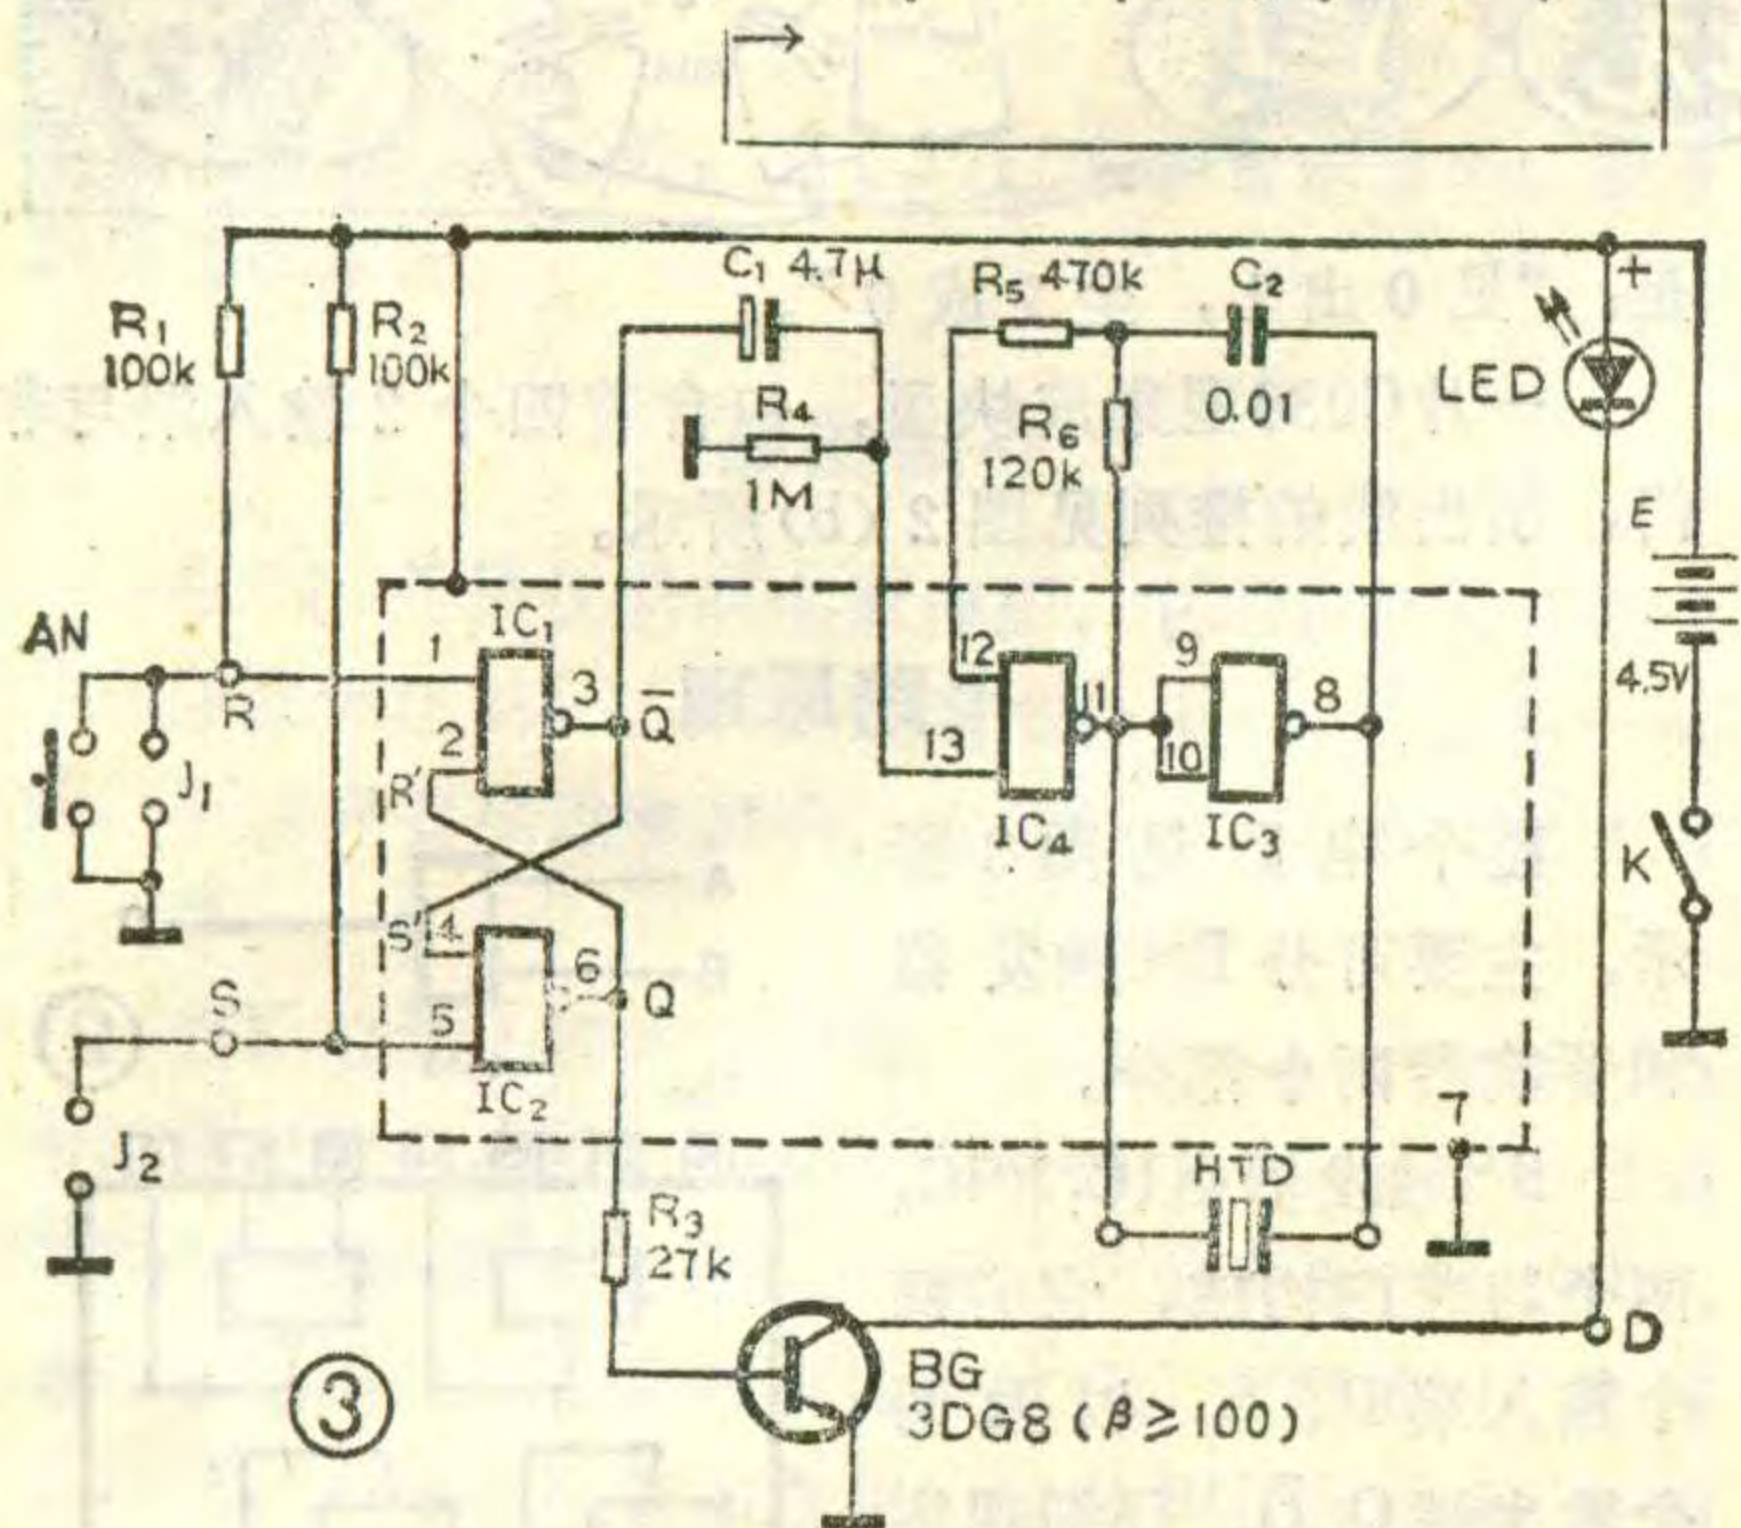 C₁ 4.7μ
R₅ 470k
C₂
+
R₁
100k
R₂
100k
R₄
1M
R₆
120k
0.01
LED
E
4.5V
AN
R
1
IC₁
2
3
Q̅
R'
J₁
12
13
11
IC₄
9
10
8
IC₃
K
S'
4
S
5
6
Q
IC₂
J₂
7
HTD
R₃
27k
D
BG
3DG8 (β≥100)
③